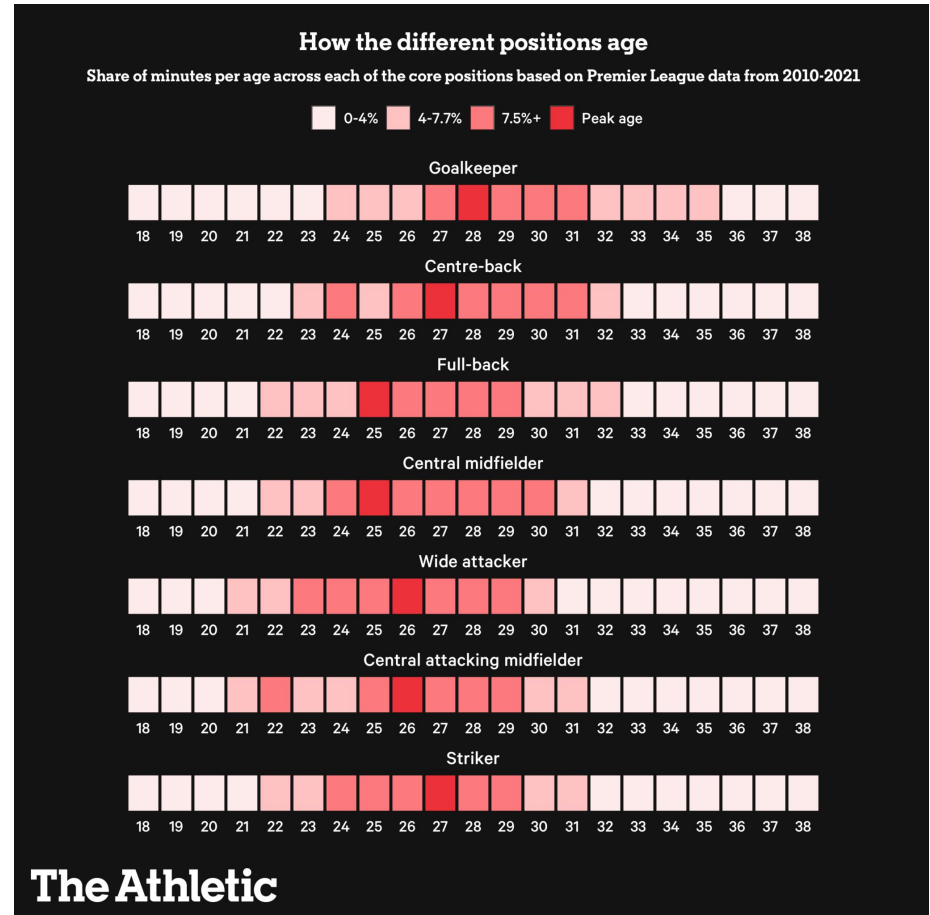 How the different positions age
Share of minutes per age across each of the core positions based on Premier League data from 2010-2021
0-4% 4-7.7% 7.5%+ Peak age
Goalkeeper
18 19 20 21 22 23 24 25 26 27 28 29 30 31 32 33 34 35 36 37 38
Centre-back
18 19 20 21 22 23 24 25 26 27 28 29 30 31 32 33 34 35 36 37 38
Full-back
18 19 20 21 22 23 24 25 26 27 28 29 30 31 32 33 34 35 36 37 38
Central midfielder
18 19 20 21 22 23 24 25 26 27 28 29 30 31 32 33 34 35 36 37 38
Wide attacker
18 19 20 21 22 23 24 25 26 27 28 29 30 31 32 33 34 35 36 37 38
Central attacking midfielder
18 19 20 21 22 23 24 25 26 27 28 29 30 31 32 33 34 35 36 37 38
Striker
18 19 20 21 22 23 24 25 26 27 28 29 30 31 32 33 34 35 36 37 38
The Athletic